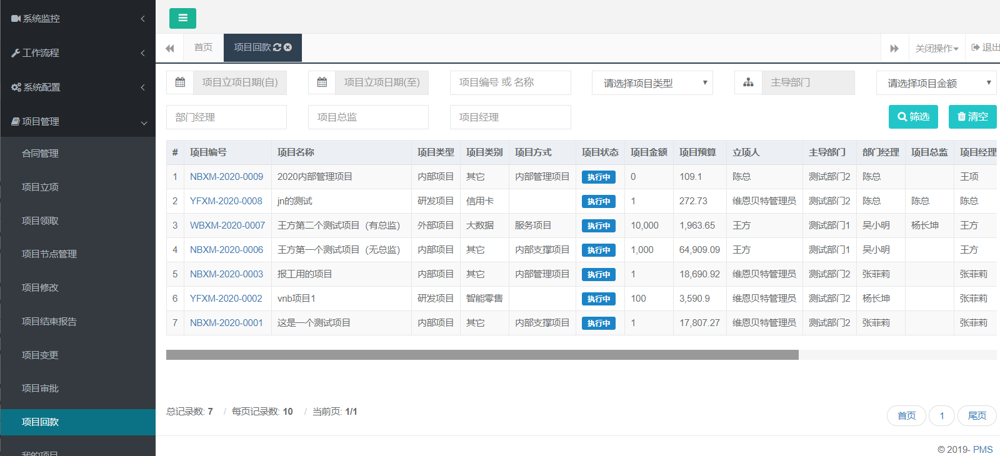 系统监控
工作流程
系统配置
项目管理
合同管理
项目立项
项目领取
项目节点管理
项目修改
项目结束报告
项目变更
项目审批
项目回款
我的项目
首页 项目回款 关闭操作 退出
项目立项日期(自) 项目立项日期(至) 项目编号 或 名称 请选择项目类型 主导部门 请选择项目金额
部门经理 项目总监 项目经理 筛选 清空
# 项目编号 项目名称 项目类型 项目类别 项目方式 项目状态 项目金额 项目预算 立项人 主导部门 部门经理 项目总监 项目经理
1 NBXM-2020-0009 2020内部管理项目 内部项目 其它 内部管理项目 执行中 0 109.1 陈总 测试部门2 陈总 王项
2 YFXM-2020-0008 jn的测试 研发项目 信用卡 执行中 1 272.73 维恩贝特管理员 测试部门2 陈总 陈总 陈总
3 WBXM-2020-0007 王方第二个测试项目（有总监） 外部项目 大数据 服务项目 执行中 10,000 1,963.65 王方 测试部门1 吴小明 杨长坤 王方
4 NBXM-2020-0006 王方第一个测试项目（无总监） 内部项目 其它 内部支撑项目 执行中 1,000 64,909.09 王方 测试部门1 吴小明 王方
5 NBXM-2020-0003 报工用的项目 内部项目 其它 内部管理项目 执行中 1 18,690.92 维恩贝特管理员 测试部门2 张菲莉 张菲莉
6 YFXM-2020-0002 vnb项目1 研发项目 智能零售 执行中 100 3,590.9 维恩贝特管理员 测试部门2 杨长坤 张菲莉
7 NBXM-2020-0001 这是一个测试项目 内部项目 其它 内部支撑项目 执行中 1 17,807.27 维恩贝特管理员 测试部门2 张菲莉 张菲莉
总记录数: 7 / 每页记录数: 10 / 当前页: 1/1
首页 1 尾页
© 2019- PMS